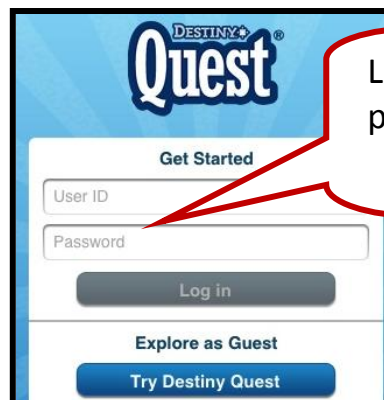 DESTINY
Quest®
Get Started
User ID
Password
Log in
Explore as Guest
Try Destiny Quest